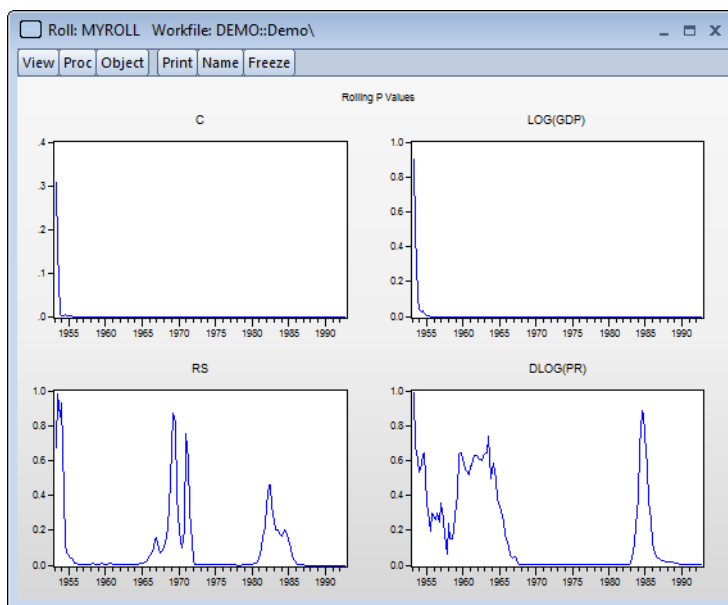 Roll: MYROLL Workfile: DEMO::Demo\
View Proc Object Print Name Freeze
Rolling P Values
C
.4
.3
.2
.1
.0
1955 1960 1965 1970 1975 1980 1985 1990
LOG(GDP)
1.0
0.8
0.6
0.4
0.2
0.0
1955 1960 1965 1970 1975 1980 1985 1990
RS
1.0
0.8
0.6
0.4
0.2
0.0
1955 1960 1965 1970 1975 1980 1985 1990
DLOG(PR)
1.0
0.8
0.6
0.4
0.2
0.0
1955 1960 1965 1970 1975 1980 1985 1990